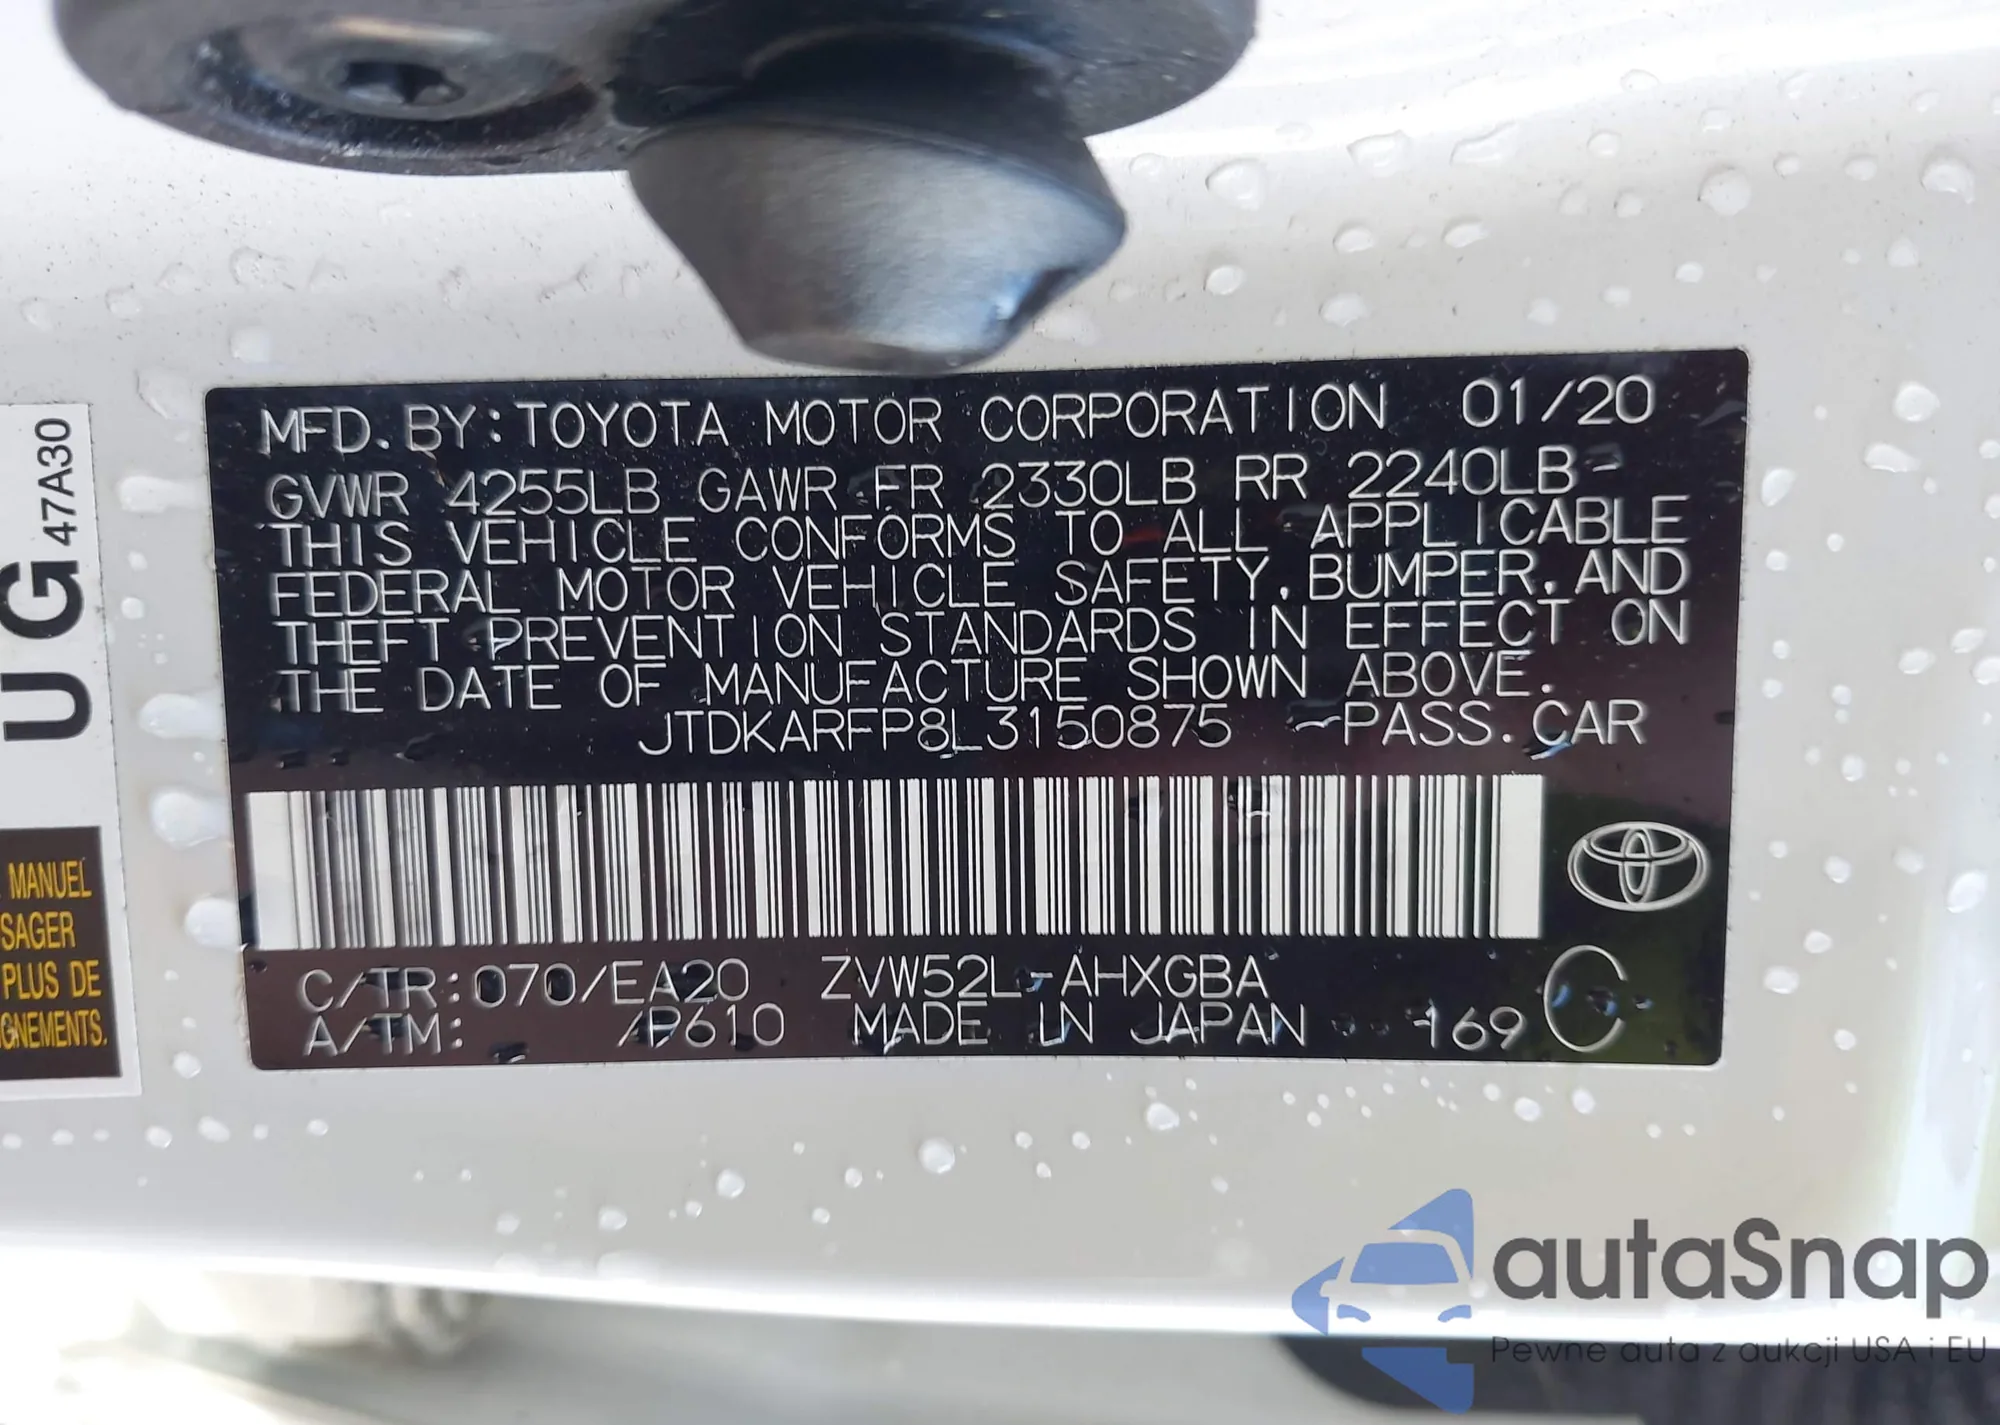 MFD. BY: TOYOTA MOTOR CORPORATION 01/20
GVWR 4255LB GAWR FR 2330LB RR 2240LB
THIS VEHICLE CONFORMS TO ALL APPLICABLE
FEDERAL MOTOR VEHICLE SAFETY, BUMPER, AND
THEFT PREVENTION STANDARDS IN EFFECT ON
THE DATE OF MANUFACTURE SHOWN ABOVE.
JTDKARFP8L3150875 PASS. CAR
C/TR: 070/EA20 ZVW52L-AHXGBA
A/TM: /P610 MADE IN JAPAN 169 C
UG 47A30
MANUEL
SAGER
PLUS DE
GNEMENTS.
autaSnap
Pewne auta z aukcji USA i EU